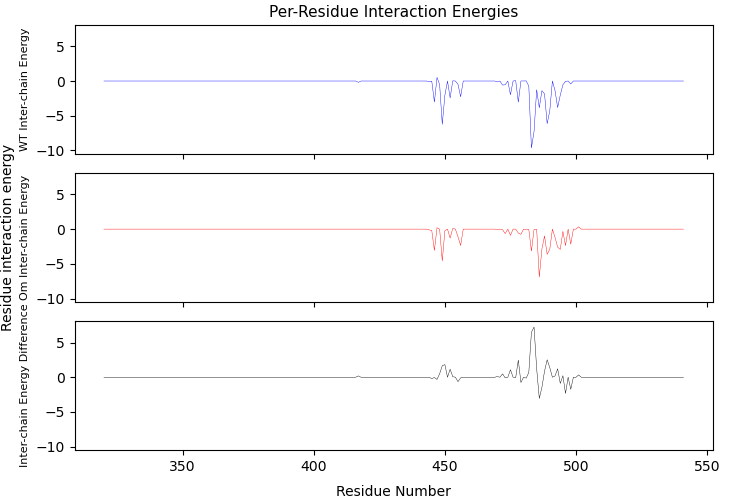 Per-Residue Interaction Energies
Residue interaction energy
WT Inter-chain Energy
5
0
−5
−10
Om Inter-chain Energy
5
0
−5
−10
Inter-chain Energy Difference
5
0
−5
−10
350
400
450
500
550
Residue Number